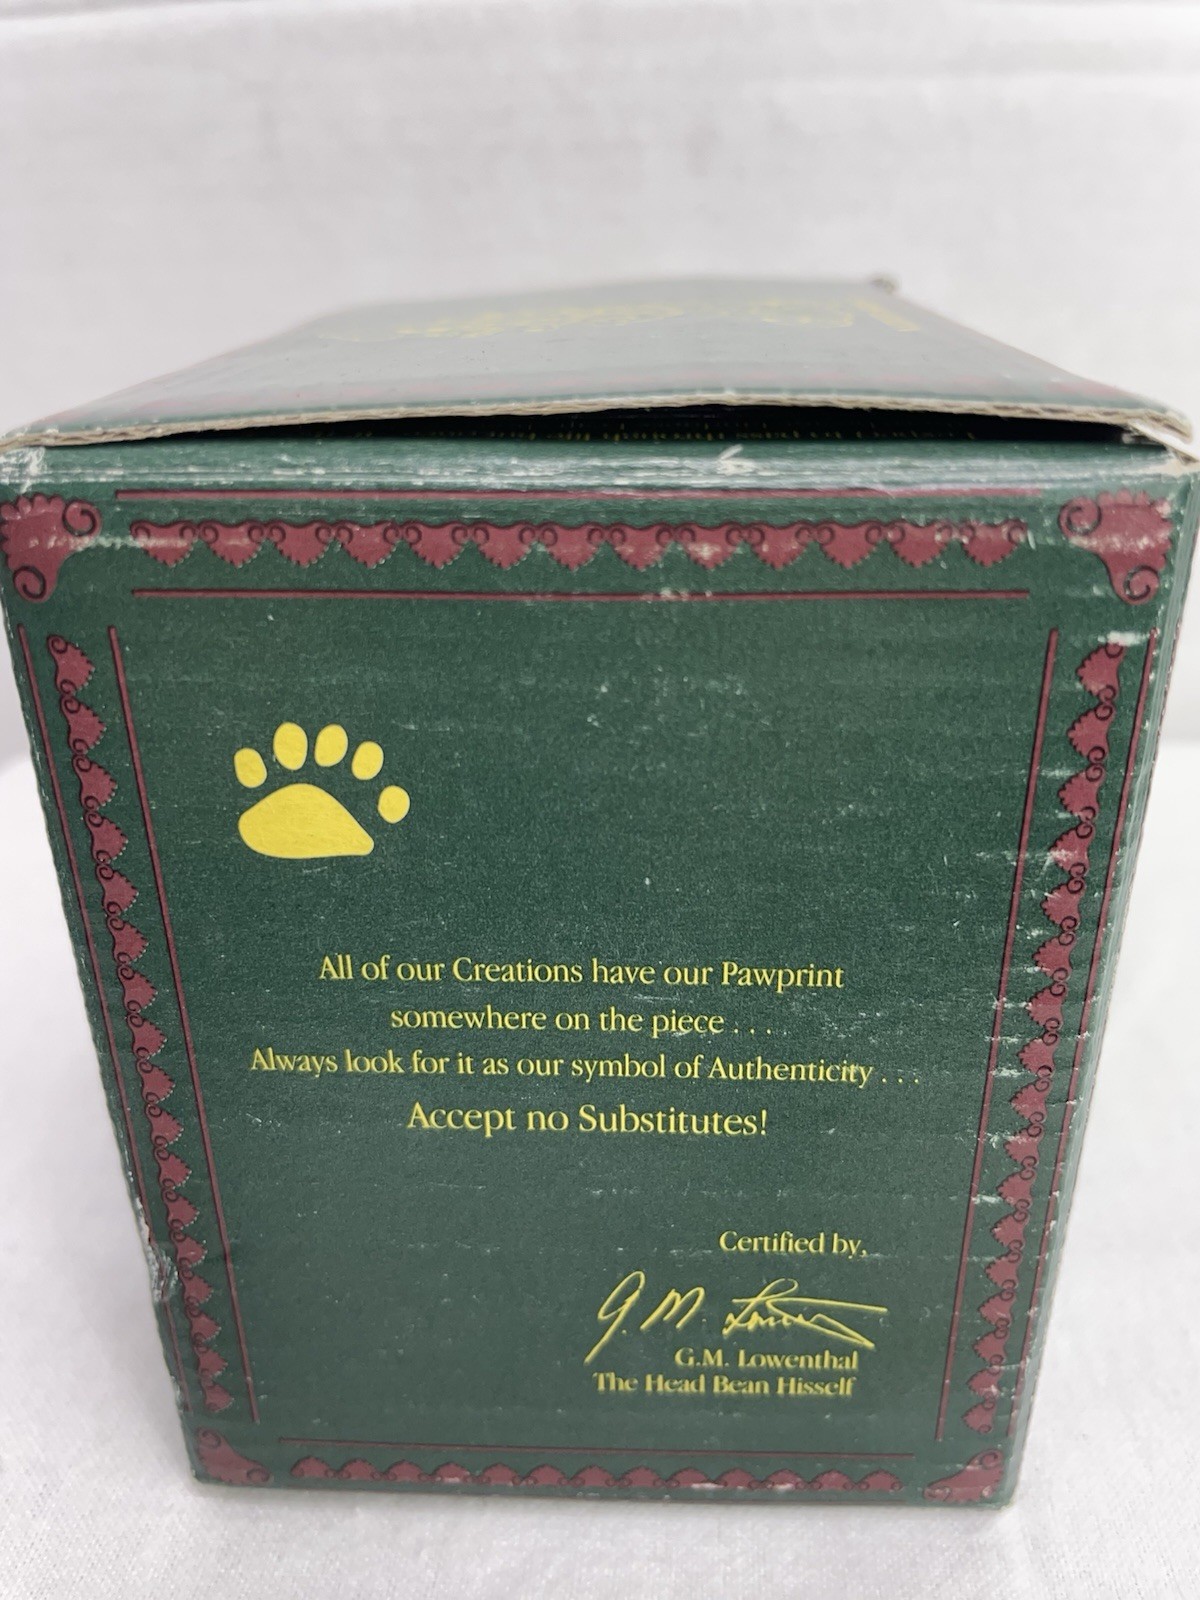 All of our Creations have our Pawprint
somewhere on the piece . . .
Always look for it as our symbol of Authenticity . . .
Accept no Substitutes!
Certified by,
G. M. Lowenthal
G.M. Lowenthal
The Head Bean Hisself